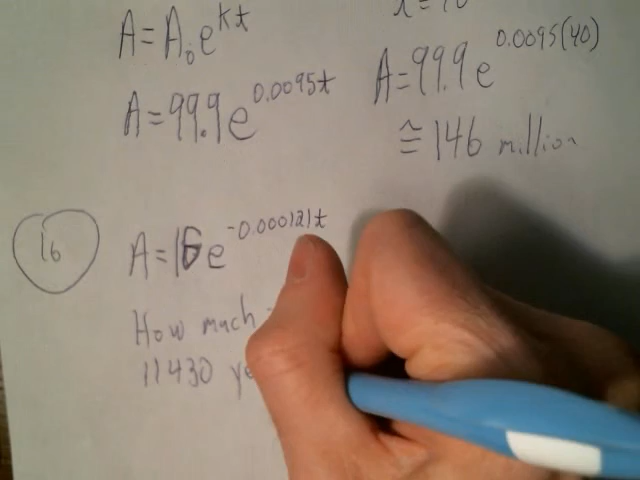 A = A₀e^kt
A = 99.9e^0.0095t
A = 99.9e^0.0095(40)
≅ 146 million
16
A = 16e^-0.000121t
How much
11430